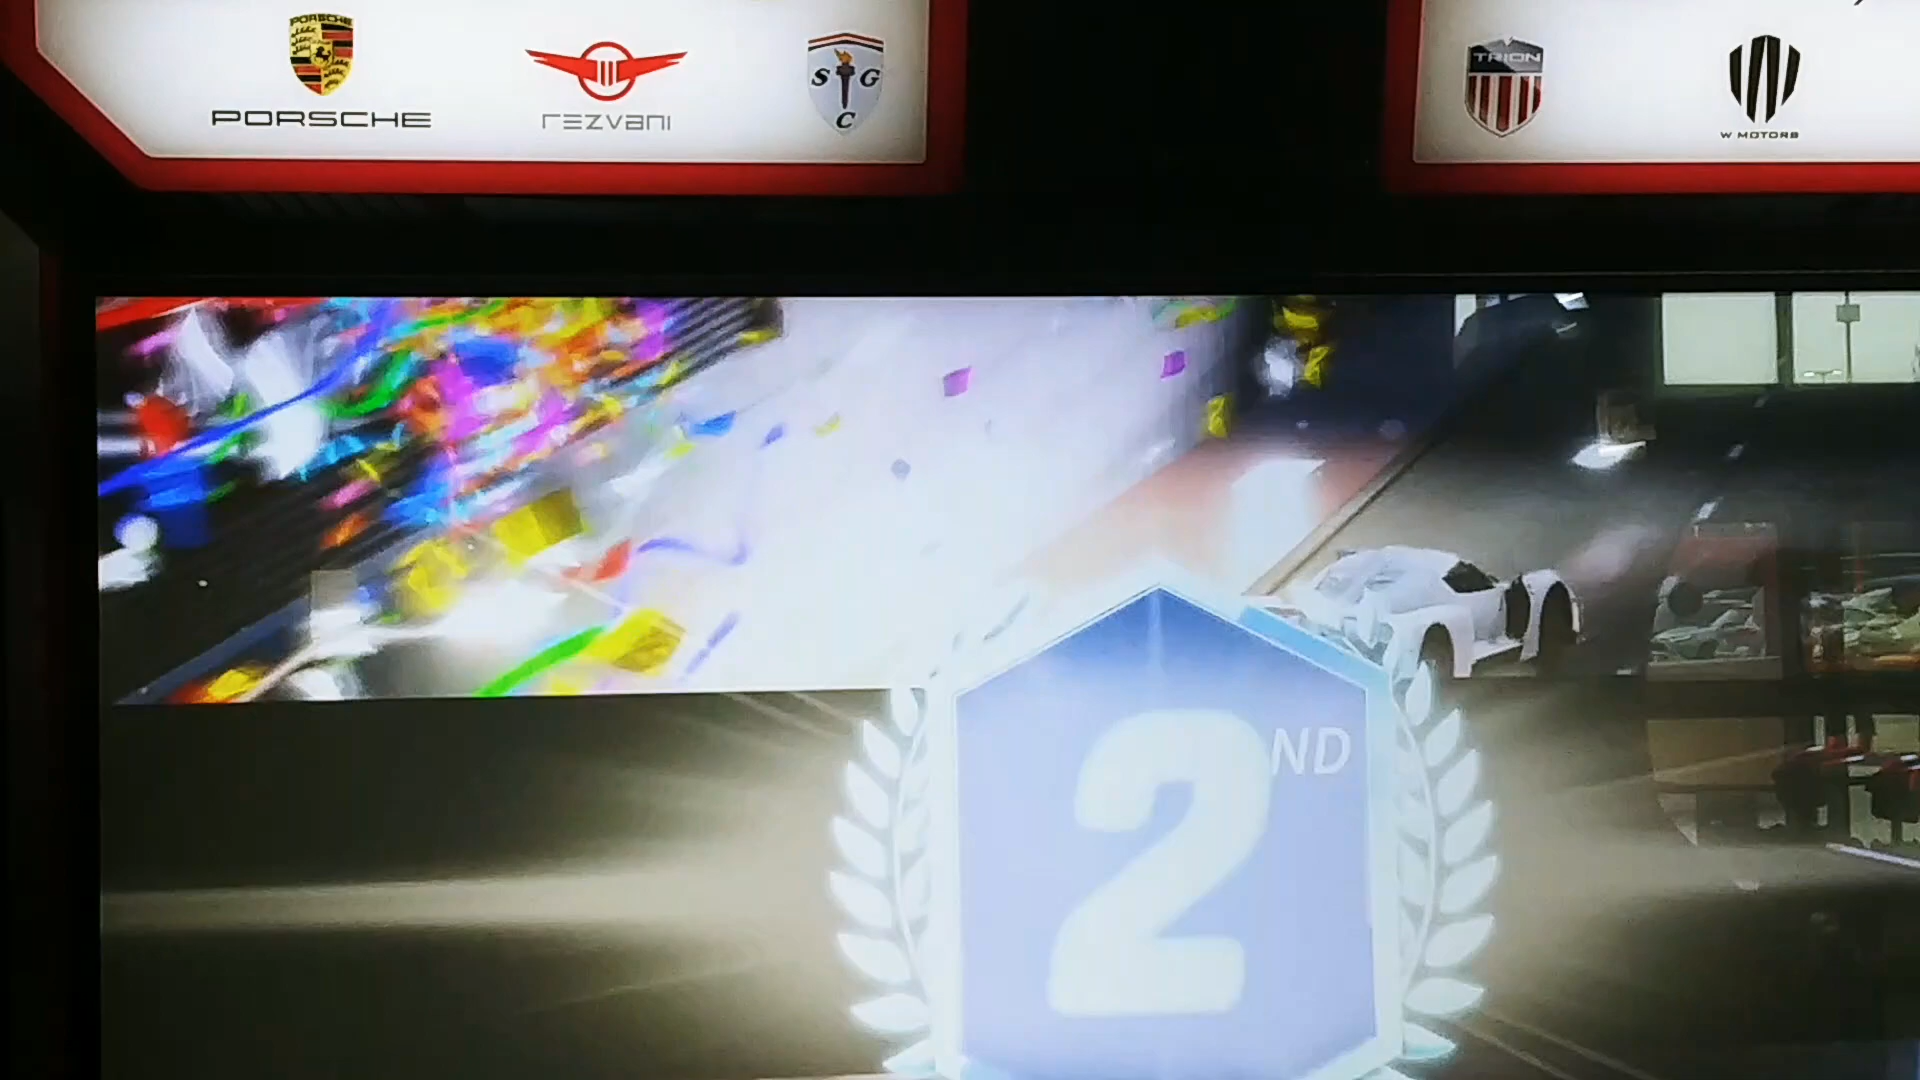 PORSCHE
PORSCHE
rezvani
S G
C
TRION
W MOTORS
2ND